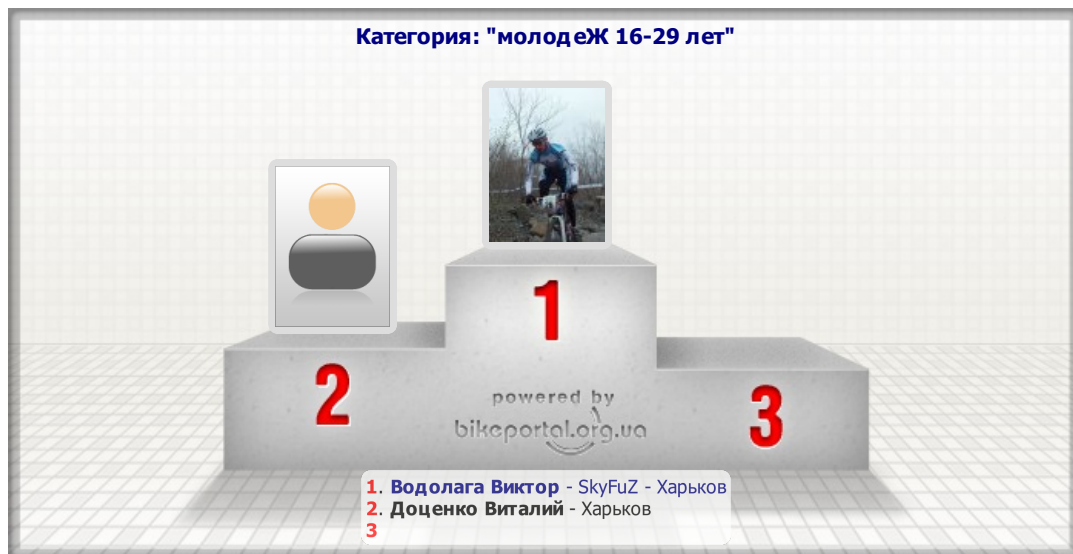 Категория: "молодеЖ 16-29 лет"
1
2
3
powered by
bikeportal.org.ua
1. Водолага Виктор - SkyFuZ - Харьков
2. Доценко Виталий - Харьков
3